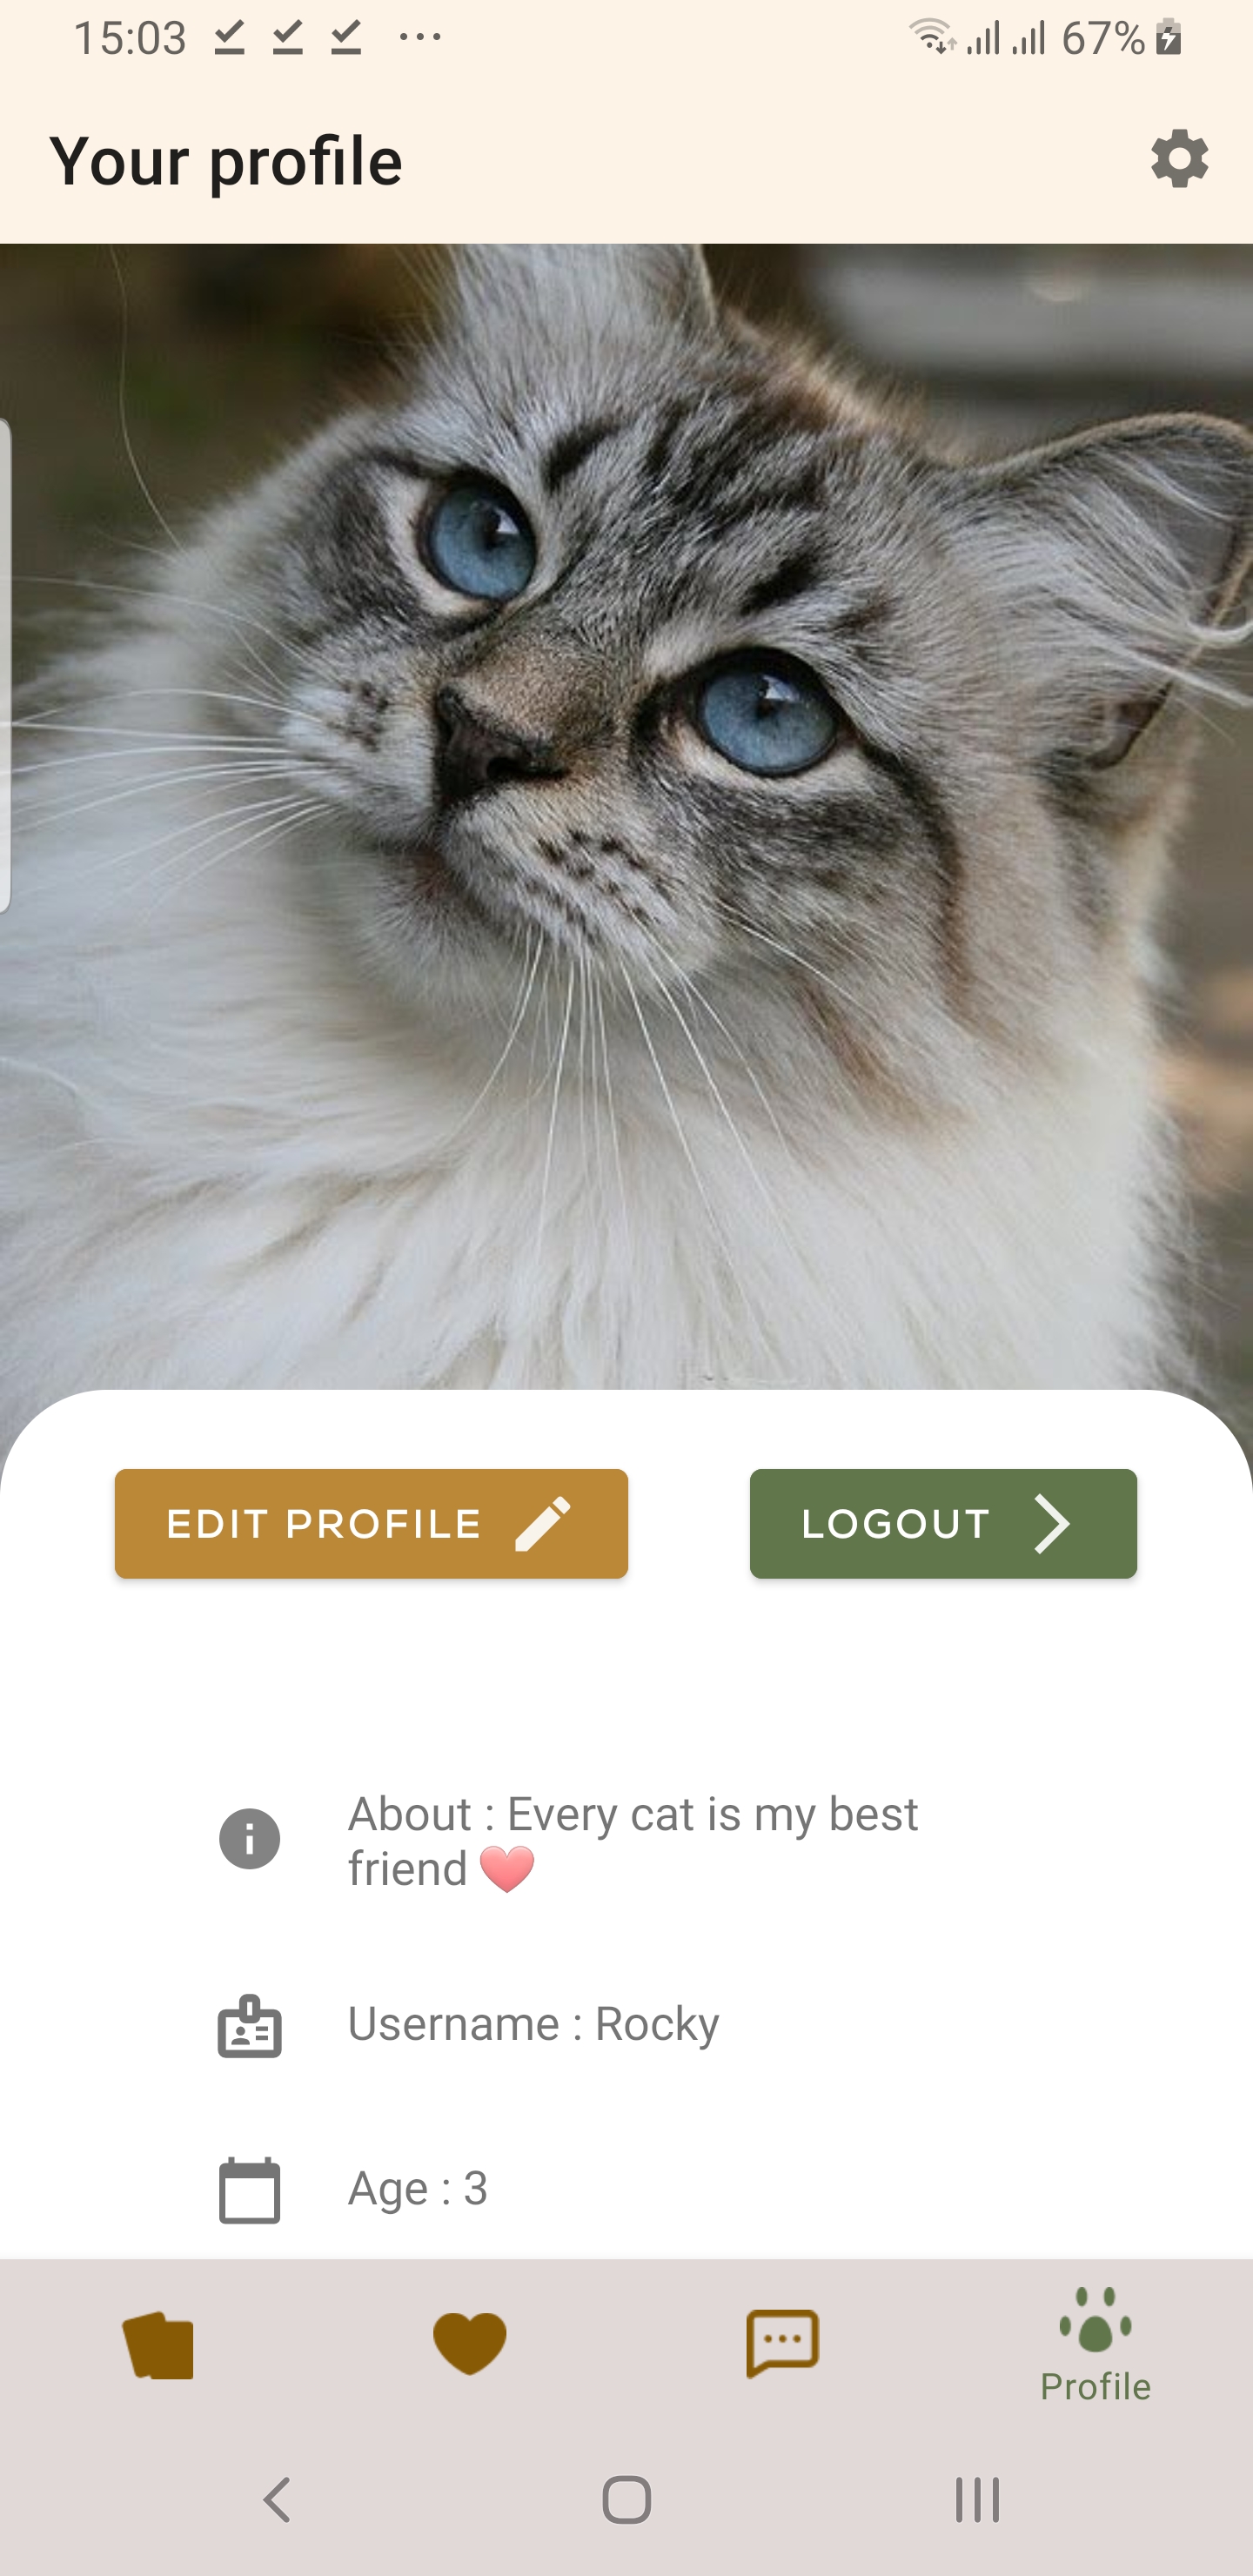 15:03
67%
Your profile
EDIT PROFILE
LOGOUT
About : Every cat is my best
friend ❤️
Username : Rocky
Age : 3
Profile